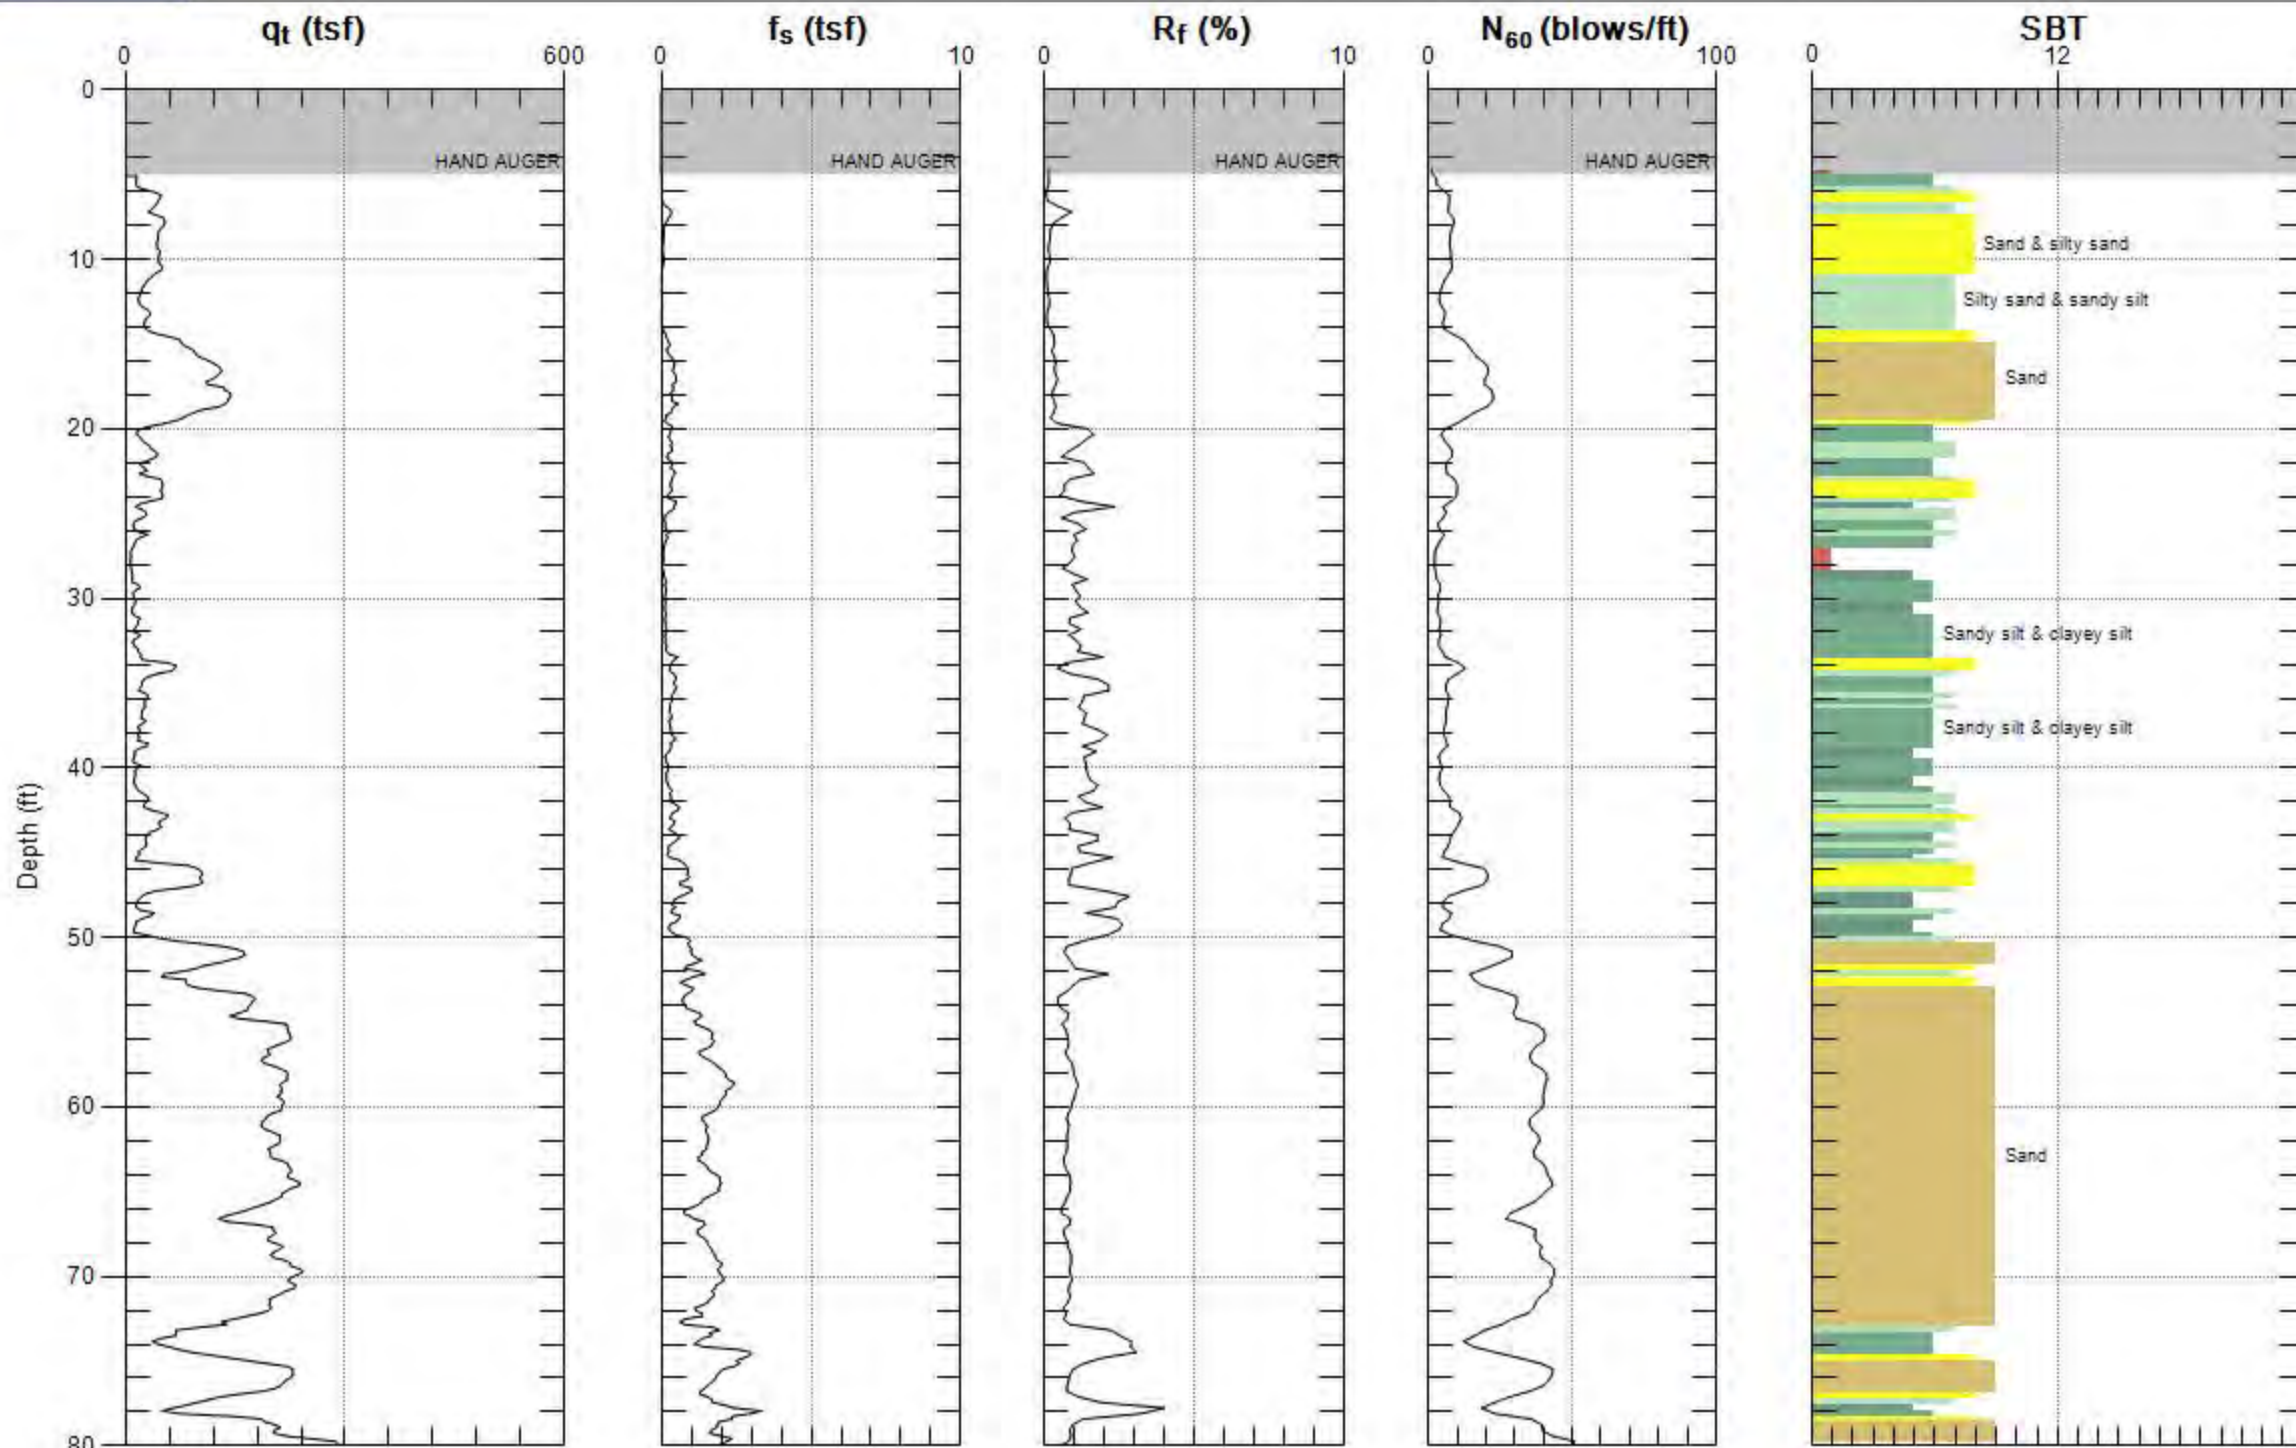 qt (tsf) fs (tsf) Rf (%) N60 (blows/ft) SBT
0 600 0 10 0 10 0 100 0 12
0
HAND AUGER HAND AUGER HAND AUGER HAND AUGER
Sand & silty sand
10
Silty sand & sandy silt
Sand
20
30
Sandy silt & clayey silt
Sandy silt & clayey silt
40
Depth (ft)
50
60
Sand
70
80